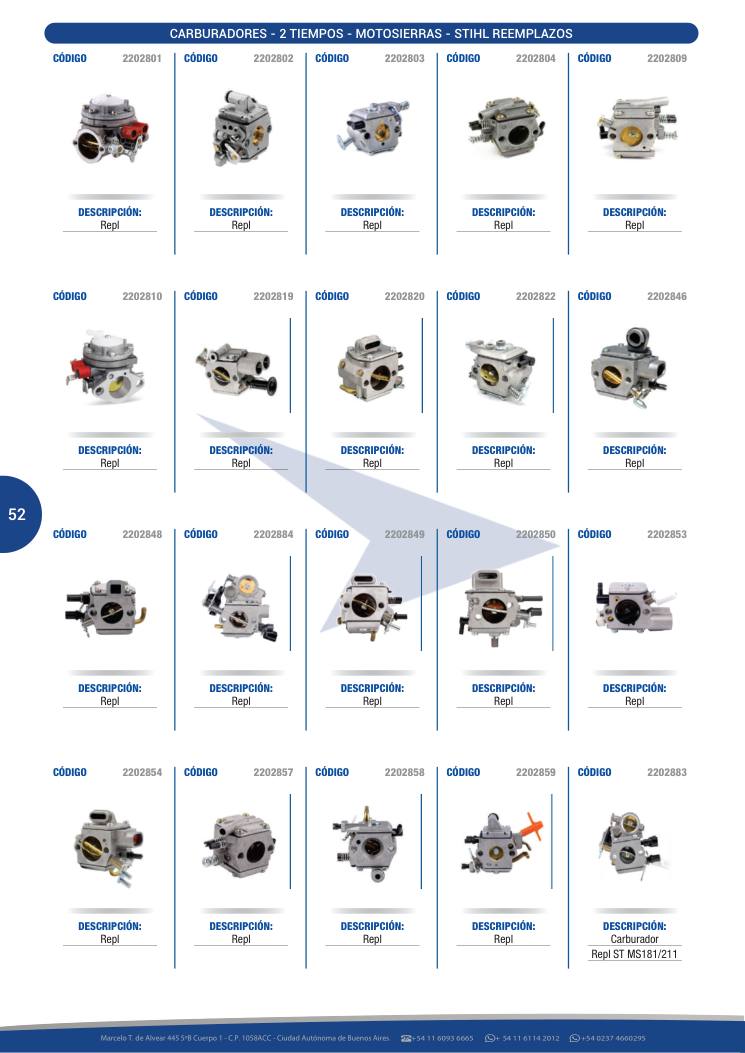 CARBURADORES - 2 TIEMPOS - MOTOSIERRAS - STIHL REEMPLAZOS
CÓDIGO 2202801
DESCRIPCIÓN:
Repl
CÓDIGO 2202802
DESCRIPCIÓN:
Repl
CÓDIGO 2202803
DESCRIPCIÓN:
Repl
CÓDIGO 2202804
DESCRIPCIÓN:
Repl
CÓDIGO 2202809
DESCRIPCIÓN:
Repl
CÓDIGO 2202810
DESCRIPCIÓN:
Repl
CÓDIGO 2202819
DESCRIPCIÓN:
Repl
CÓDIGO 2202820
DESCRIPCIÓN:
Repl
CÓDIGO 2202822
DESCRIPCIÓN:
Repl
CÓDIGO 2202846
DESCRIPCIÓN:
Repl
52
CÓDIGO 2202848
DESCRIPCIÓN:
Repl
CÓDIGO 2202884
DESCRIPCIÓN:
Repl
CÓDIGO 2202849
DESCRIPCIÓN:
Repl
CÓDIGO 2202850
DESCRIPCIÓN:
Repl
CÓDIGO 2202853
DESCRIPCIÓN:
Repl
CÓDIGO 2202854
DESCRIPCIÓN:
Repl
CÓDIGO 2202857
DESCRIPCIÓN:
Repl
CÓDIGO 2202858
DESCRIPCIÓN:
Repl
CÓDIGO 2202859
DESCRIPCIÓN:
Repl
CÓDIGO 2202883
DESCRIPCIÓN:
Carburador
Repl ST MS181/211
Marcelo T. de Alvear 445 5ºB Cuerpo 1 - C.P. 1058ACC - Ciudad Autónoma de Buenos Aires. +54 11 6093 6665 + 54 11 6114 2012 +54 0237 4660295